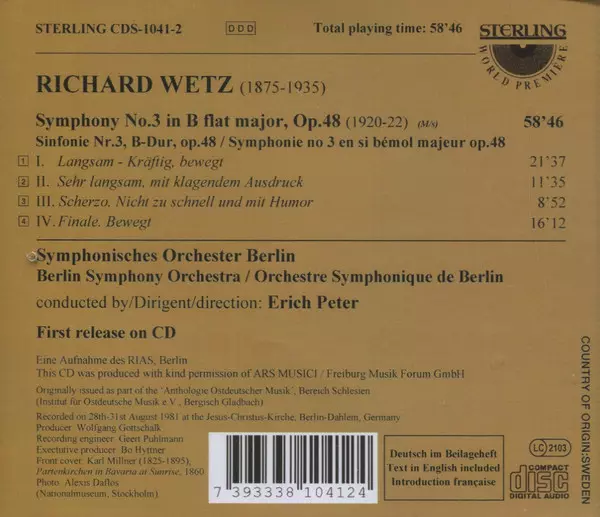 STERLING CDS-1041-2
DDD
Total playing time: 58'46
STERLING
WORLD PREMIÈRE
RICHARD WETZ (1875-1935)
Symphony No.3 in B flat major, Op.48 (1920-22) (M/s) 58'46
Sinfonie Nr.3, B-Dur, op.48 / Symphonie no 3 en si bémol majeur op.48
1 I. Langsam - Kräftig, bewegt 21'37
2 II. Sehr langsam, mit klagendem Ausdruck 11'35
3 III. Scherzo. Nicht zu schnell und mit Humor 8'52
4 IV. Finale. Bewegt 16'12
Symphonisches Orchester Berlin
Berlin Symphony Orchestra / Orchestre Symphonique de Berlin
conducted by/Dirigent/direction: Erich Peter
First release on CD
Eine Aufnahme des RIAS, Berlin
This CD was produced with kind permission of ARS MUSICI / Freiburg Musik Forum GmbH
Originally issued as part of the 'Anthologie Ostdeutscher Musik', Bereich Schlesien
(Institut für Ostdeutsche Musik e.V., Bergisch Gladbach)
Recorded on 28th-31st August 1981 at the Jesus-Christus-Kirche, Berlin-Dahlem, Germany
Producer Wolfgang Gottschalk
Recording engineer Geert Puhlmann
Executive producer Bo Hyttner
Front cover Karl Millner (1825-1895),
Partenkirchen in Bavaria at Sunrise, 1860
Photo Alexis Daflos
(Nationalmuseum, Stockholm)
7 393338 104124
Deutsch im Beilageheft
Text in English included
Introduction française
LC 2103
COMPACT
disc
DIGITAL AUDIO
COUNTRY OF ORIGIN:SWEDEN